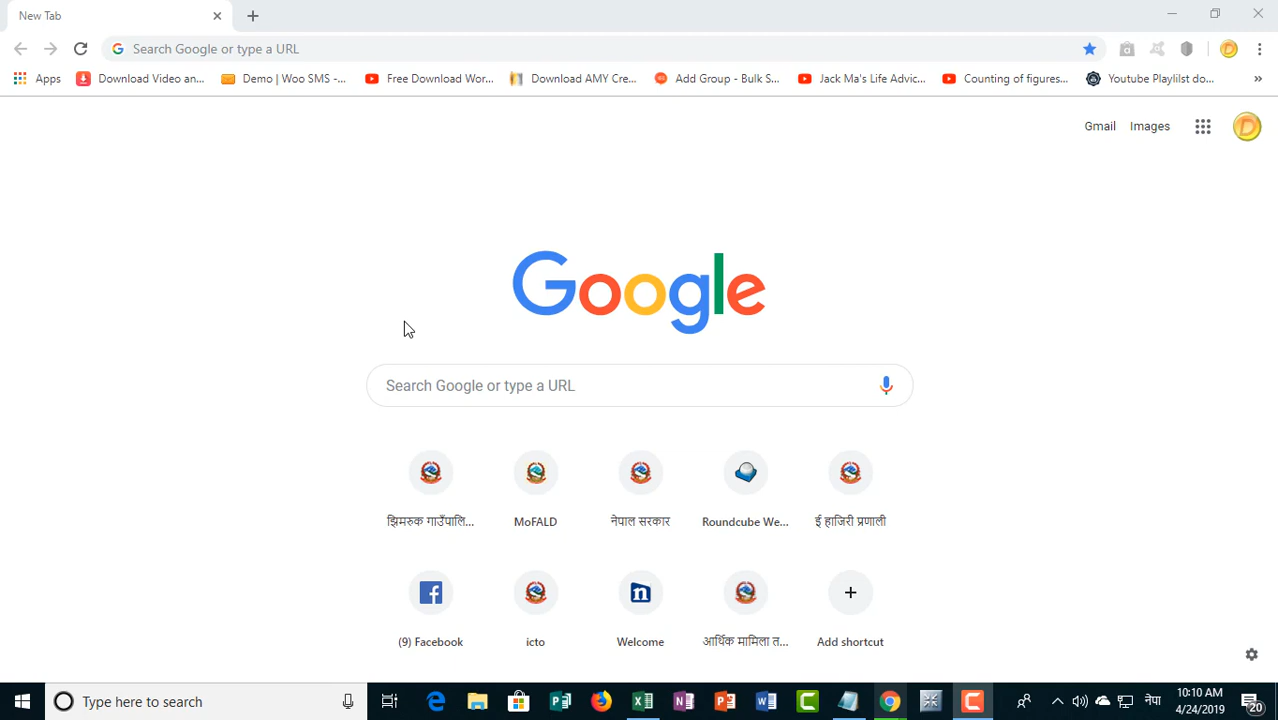 New Tab
Search Google or type a URL
Apps Download Video an... Demo | Woo SMS -... Free Download Wor... Download AMY Cre... Add Group - Bulk S... Jack Ma's Life Advic... Counting of figures... Youtube Playlilst do... »
Gmail Images D
Google
Search Google or type a URL
झिमरुक गाउँपालि... MoFALD नेपाल सरकार Roundcube We... ई हाजिरी प्रणाली
(9) Facebook icto Welcome आर्थिक मामिला त... Add shortcut
Type here to search नेपा 10:10 AM
4/24/2019 20